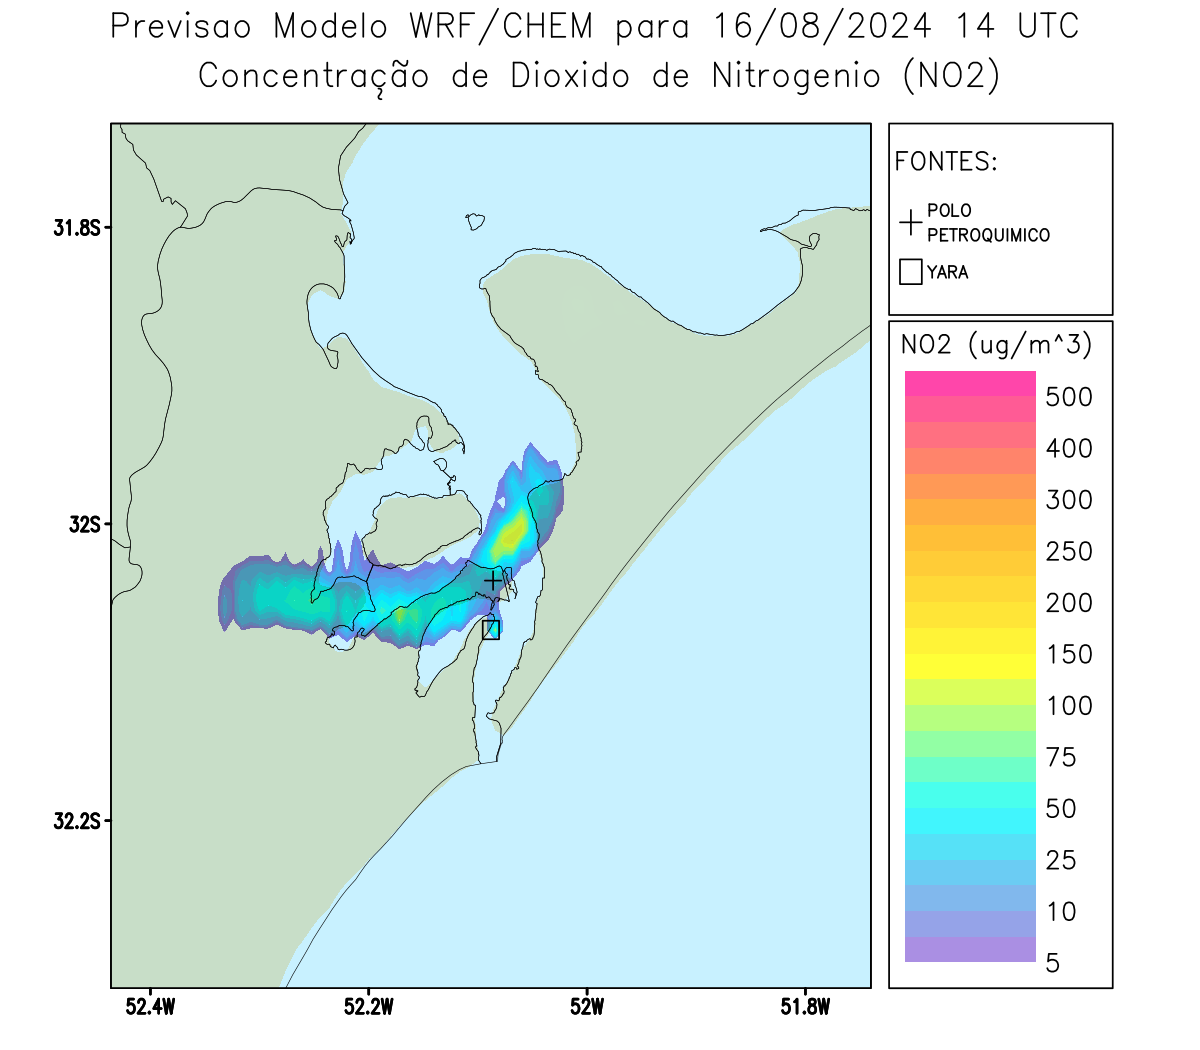 Previsao Modelo WRF/CHEM para 16/08/2024 14 UTC
Concentração de Dioxido de Nitrogenio (NO2)
FONTES:
POLO
PETROQUIMICO
YARA
31.8S
32S
32.2S
52.4W
52.2W
52W
51.8W
NO2 (ug/m^3)
500
400
300
250
200
150
100
75
50
25
10
5